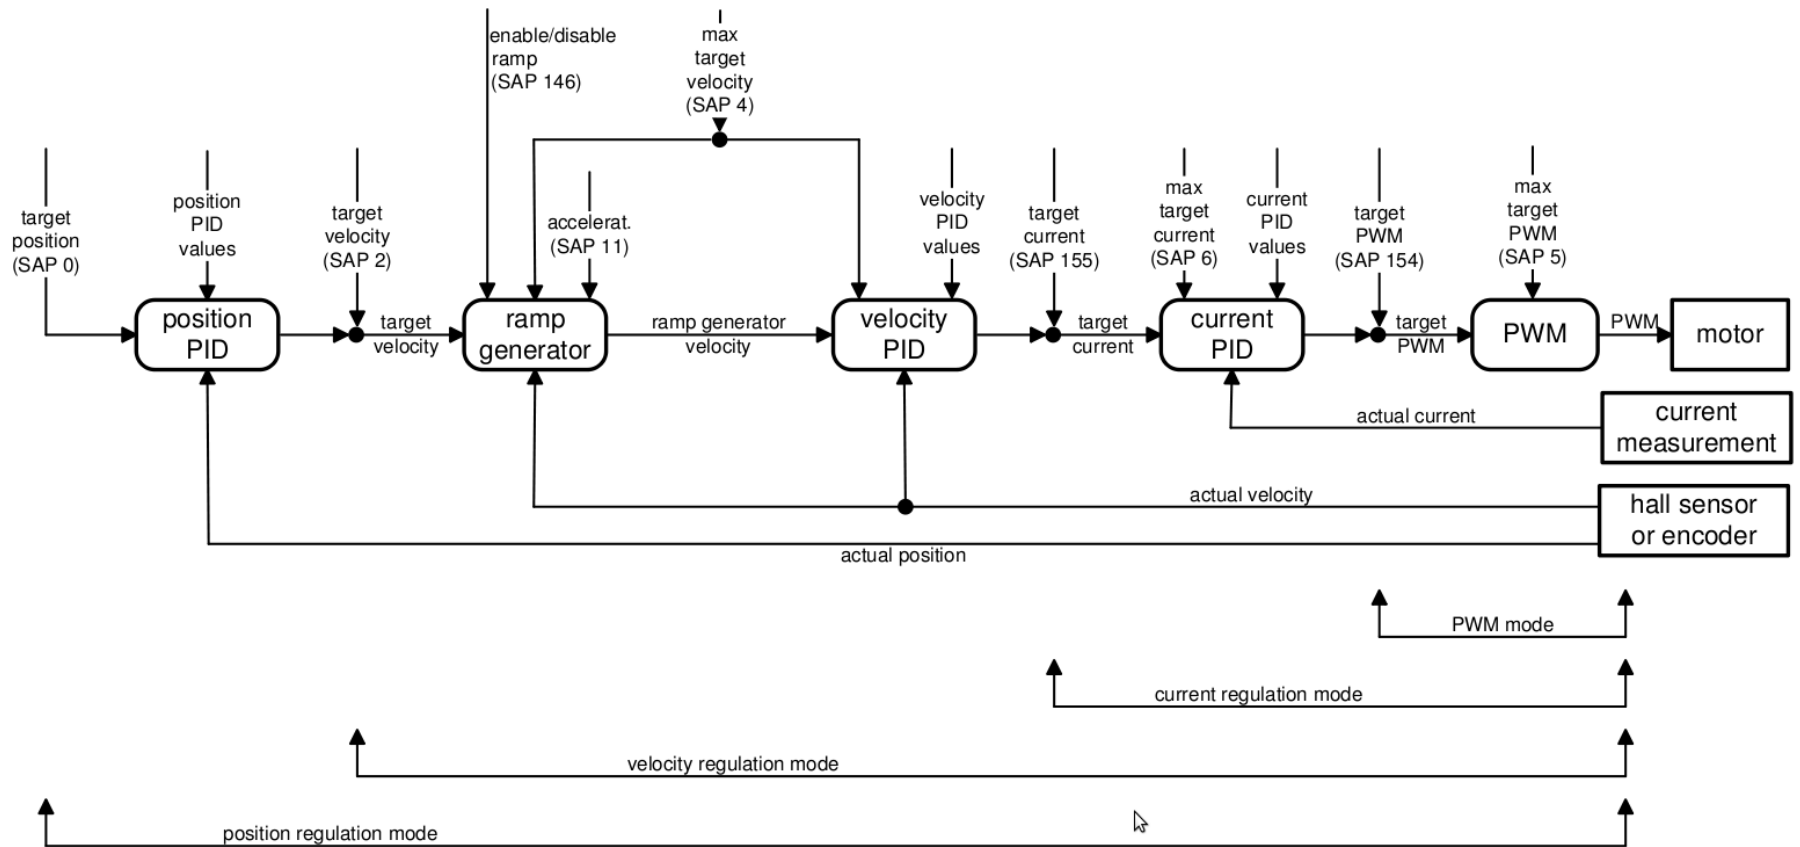 enable/disable
ramp
(SAP 146)
max
target
velocity
(SAP 4)
target
position
(SAP 0)
position
PID
values
target
velocity
(SAP 2)
accelerat.
(SAP 11)
velocity
PID
values
target
current
(SAP 155)
max
target
current
(SAP 6)
current
PID
values
target
PWM
(SAP 154)
max
target
PWM
(SAP 5)
position
PID
target
velocity
ramp
generator
ramp generator
velocity
velocity
PID
target
current
current
PID
target
PWM
PWM
PWM
motor
actual current
current
measurement
actual velocity
hall sensor
or encoder
actual position
PWM mode
current regulation mode
velocity regulation mode
position regulation mode